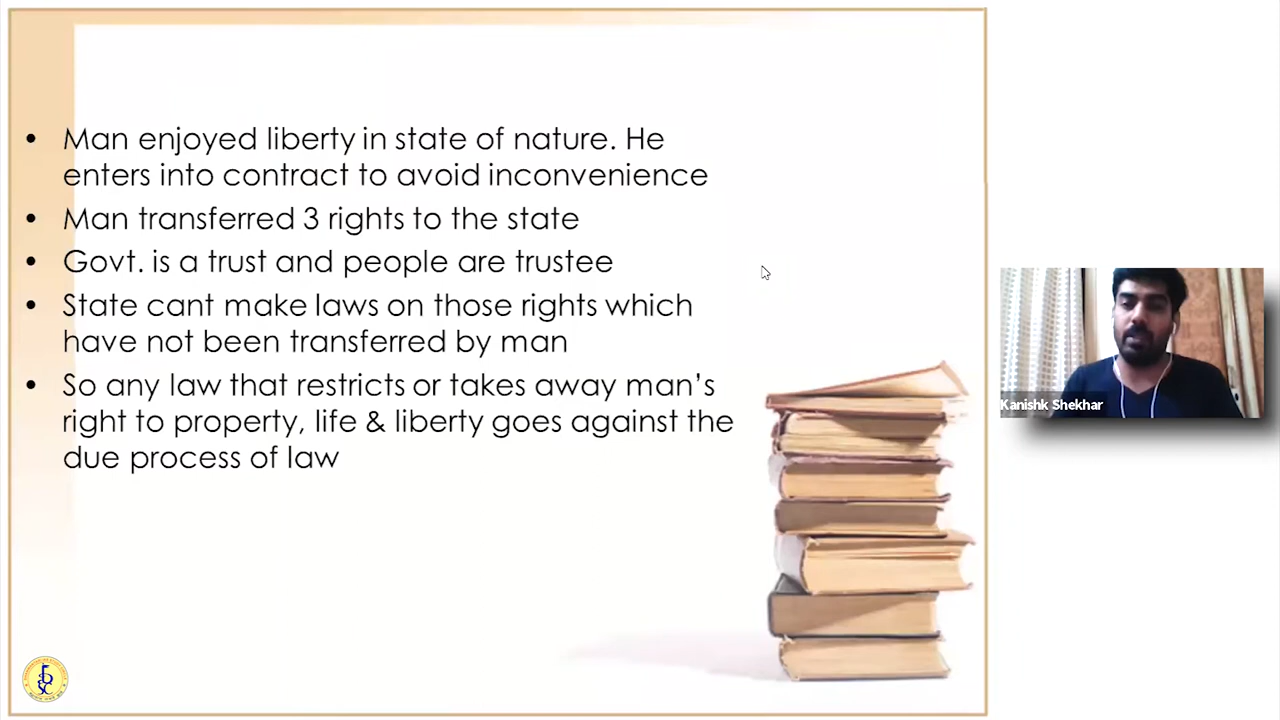 • Man enjoyed liberty in state of nature. He
enters into contract to avoid inconvenience
• Man transferred 3 rights to the state
• Govt. is a trust and people are trustee
• State cant make laws on those rights which
have not been transferred by man
• So any law that restricts or takes away man's
right to property, life & liberty goes against the
due process of law
Kanishk Shekhar